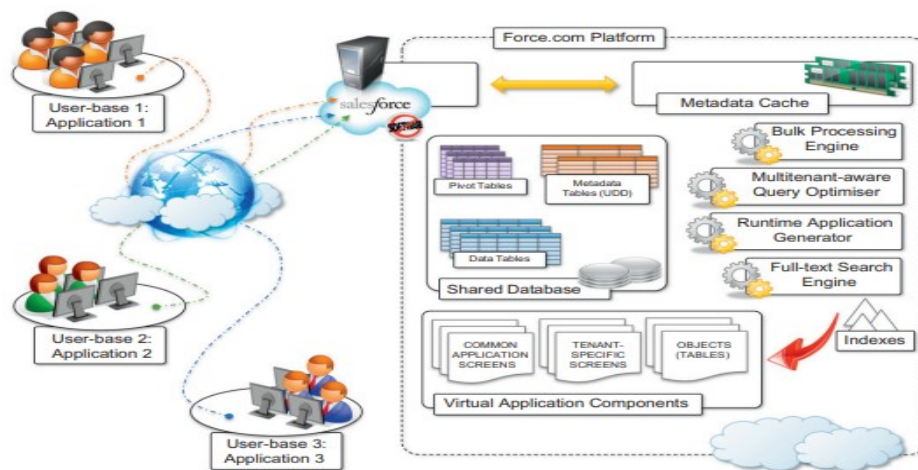 Force.com Platform
User-base 1:
Application 1
salesforce
Metadata Cache
Bulk Processing
Engine
Multitenant-aware
Query Optimiser
Runtime Application
Generator
Full-text Search
Engine
Pivot Tables
Metadata
Tables (UDD)
Data Tables
Shared Database
User-base 2:
Application 2
Indexes
COMMON
APPLICATION
SCREENS
TENANT-
SPECIFIC
SCREENS
OBJECTS
(TABLES)
Virtual Application Components
User-base 3:
Application 3